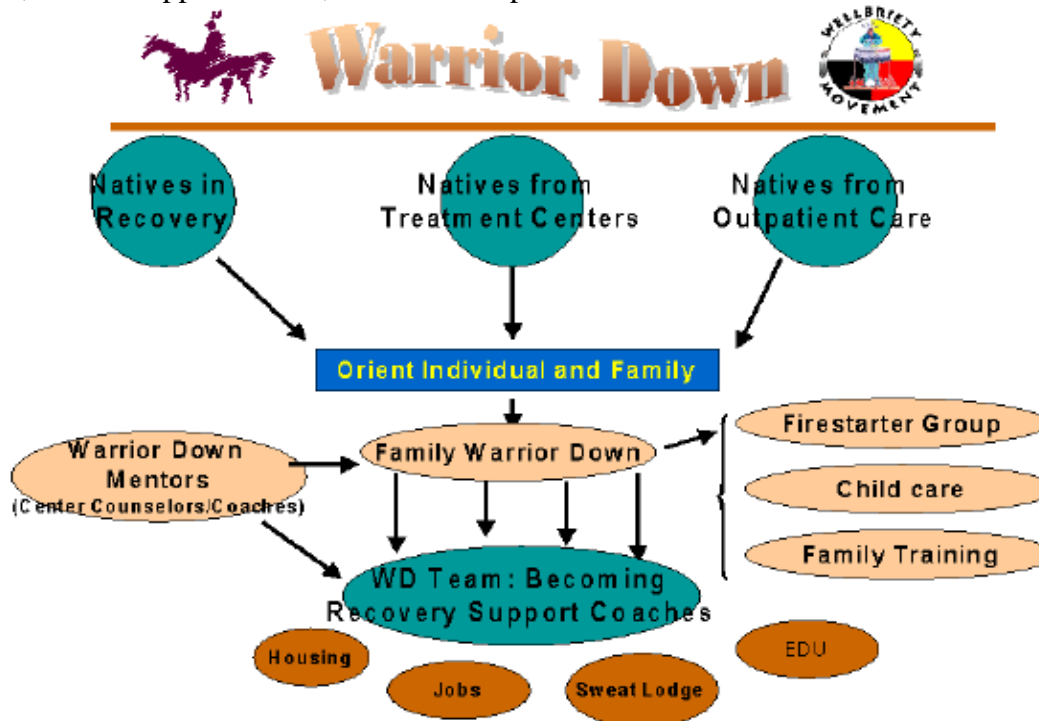 Warrior Down
WELLBRIETY
MOVEMENT
Natives in
Recovery
Natives from
Treatment Centers
Natives from
Outpatient Care
Orient Individual and Family
Warrior Down
Mentors
(Center Counselors/Coaches)
Family Warrior Down
Firestarter Group
Child care
Family Training
WD Team: Becoming
Recovery Support Coaches
Housing
Jobs
Sweat Lodge
EDU